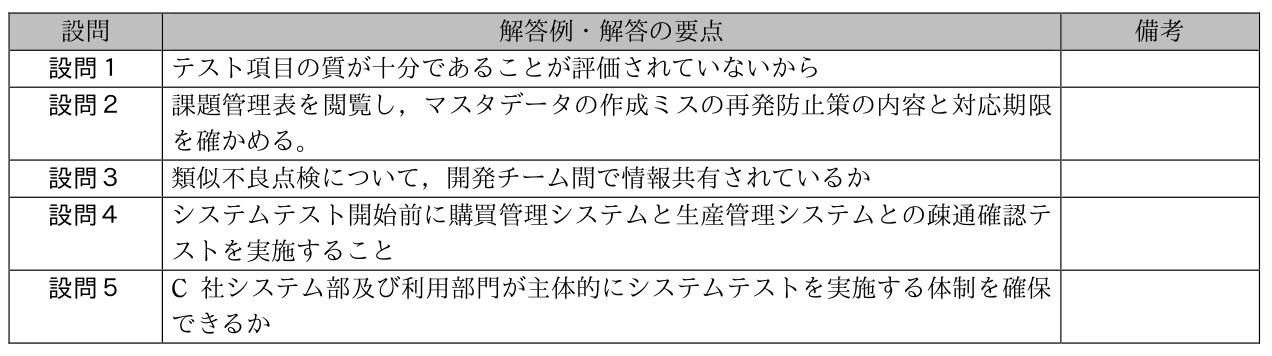 設問 解答例・解答の要点 備考
設問1 テスト項目の質が十分であることが評価されていないから
設問2 課題管理表を閲覧し，マスタデータの作成ミスの再発防止策の内容と対応期限
を確かめる。
設問3 類似不良点検について，開発チーム間で情報共有されているか
設問4 システムテスト開始前に購買管理システムと生産管理システムとの疎通確認テ
ストを実施すること
設問5 C 社システム部及び利用部門が主体的にシステムテストを実施する体制を確保
できるか